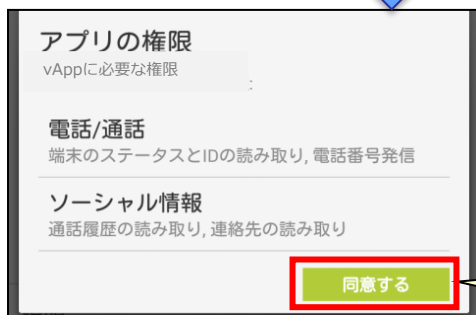 アプリの権限
vAppに必要な権限
:
電話/通話
端末のステータスとIDの読み取り, 電話番号発信
ソーシャル情報
通話履歴の読み取り, 連絡先の読み取り
同意する